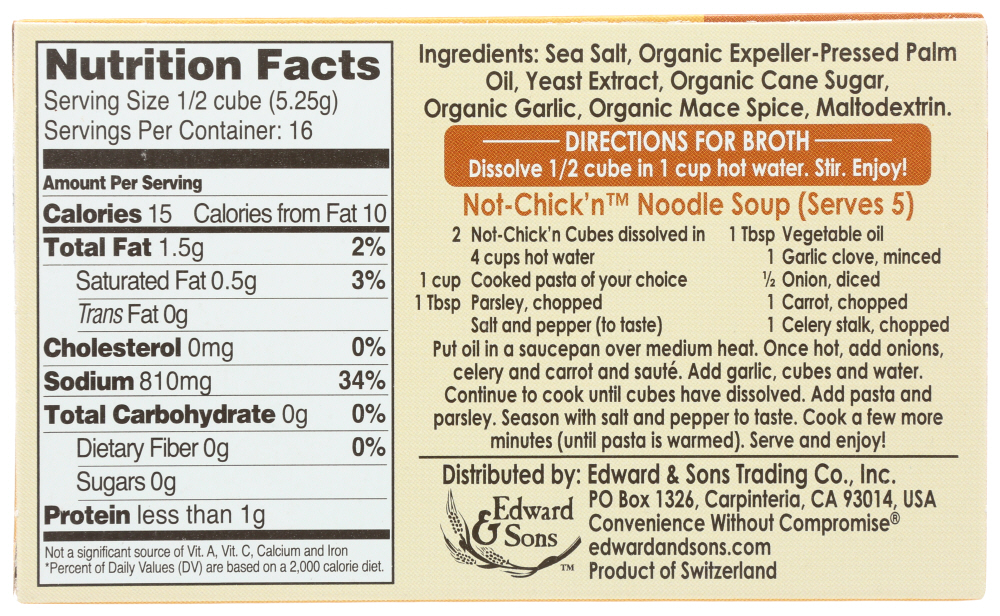 Nutrition Facts
Serving Size 1/2 cube (5.25g)
Servings Per Container: 16
Amount Per Serving
Calories 15 Calories from Fat 10
Total Fat 1.5g 2%
Saturated Fat 0.5g 3%
Trans Fat 0g
Cholesterol 0mg 0%
Sodium 810mg 34%
Total Carbohydrate 0g 0%
Dietary Fiber 0g 0%
Sugars 0g
Protein less than 1g
Not a significant source of Vit. A, Vit. C, Calcium and Iron
*Percent of Daily Values (DV) are based on a 2,000 calorie diet.
Ingredients: Sea Salt, Organic Expeller-Pressed Palm
Oil, Yeast Extract, Organic Cane Sugar,
Organic Garlic, Organic Mace Spice, Maltodextrin.
DIRECTIONS FOR BROTH
Dissolve 1/2 cube in 1 cup hot water. Stir. Enjoy!
Not-Chick'n™ Noodle Soup (Serves 5)
2 Not-Chick'n Cubes dissolved in
4 cups hot water
1 cup Cooked pasta of your choice
1 Tbsp Parsley, chopped
Salt and pepper (to taste)
1 Tbsp Vegetable oil
1 Garlic clove, minced
½ Onion, diced
1 Carrot, chopped
1 Celery stalk, chopped
Put oil in a saucepan over medium heat. Once hot, add onions,
celery and carrot and sauté. Add garlic, cubes and water.
Continue to cook until cubes have dissolved. Add pasta and
parsley. Season with salt and pepper to taste. Cook a few more
minutes (until pasta is warmed). Serve and enjoy!
Distributed by: Edward & Sons Trading Co., Inc.
PO Box 1326, Carpinteria, CA 93014, USA
Convenience Without Compromise®
edwardandsons.com
Product of Switzerland
Edward
& Sons
™